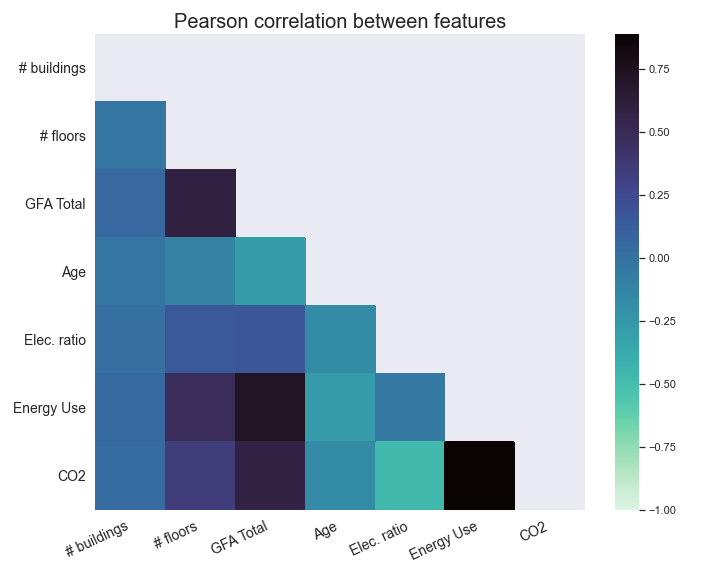 Pearson correlation between features
# buildings
# floors
GFA Total
Age
Elec. ratio
Energy Use
CO2
# buildings
# floors
GFA Total
Age
Elec. ratio
Energy Use
CO2
0.75
0.50
0.25
0.00
−0.25
−0.50
−0.75
−1.00